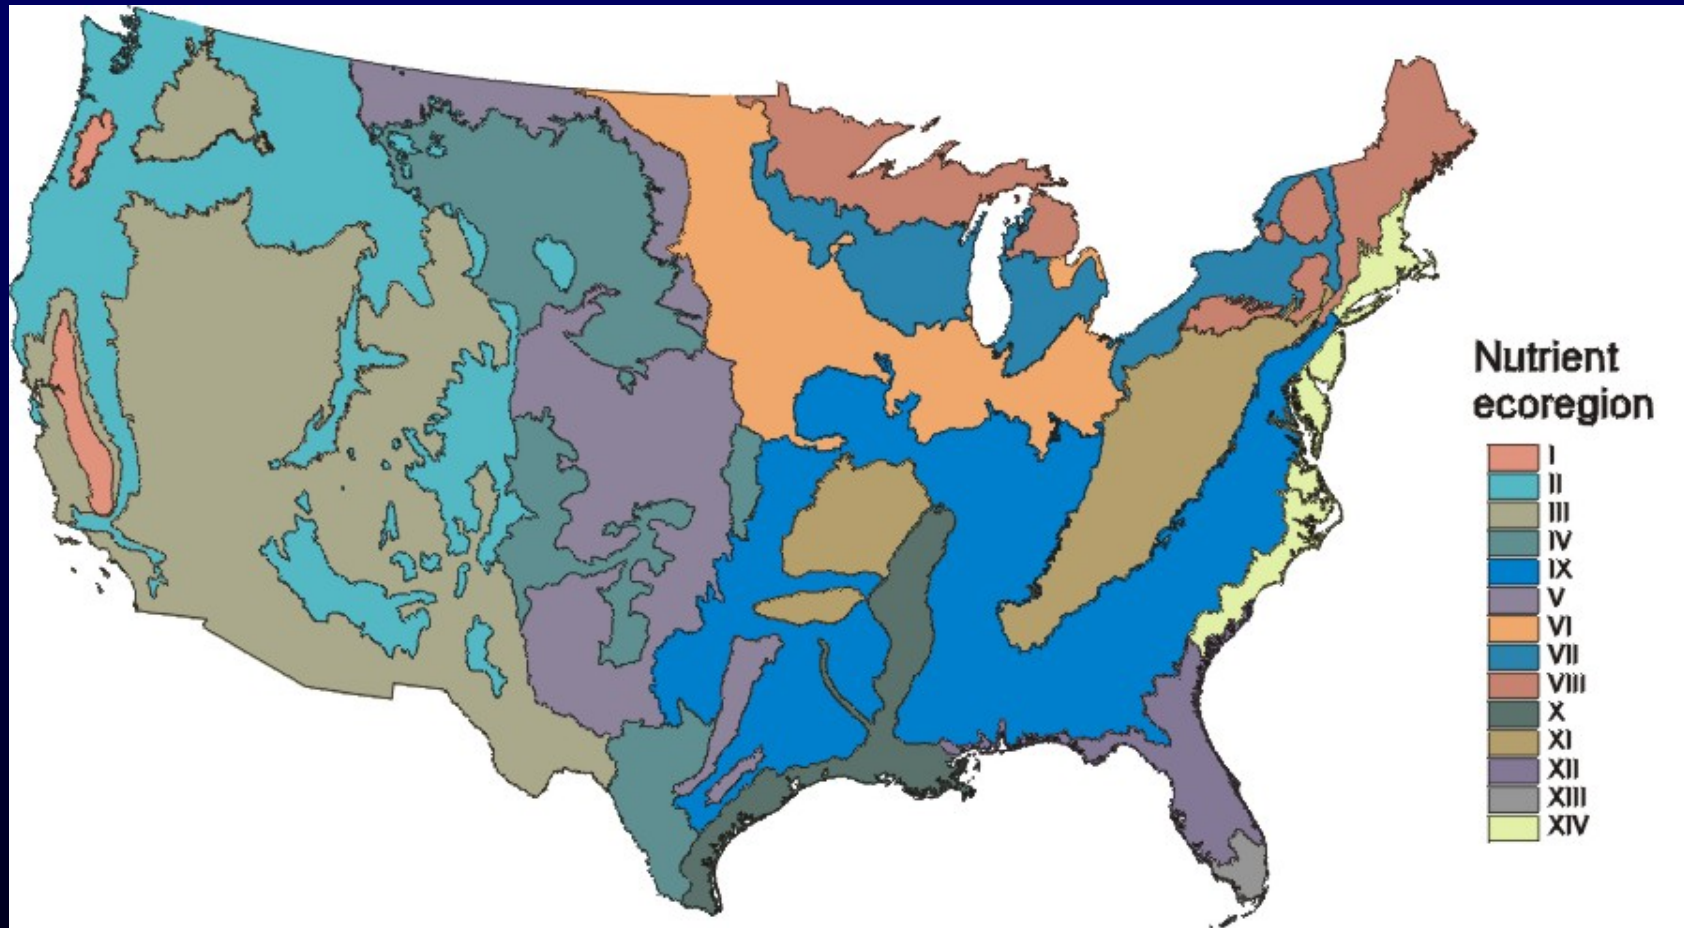 Nutrient
ecoregion
I
II
III
IV
IX
V
VI
VII
VIII
X
XI
XII
XIII
XIV